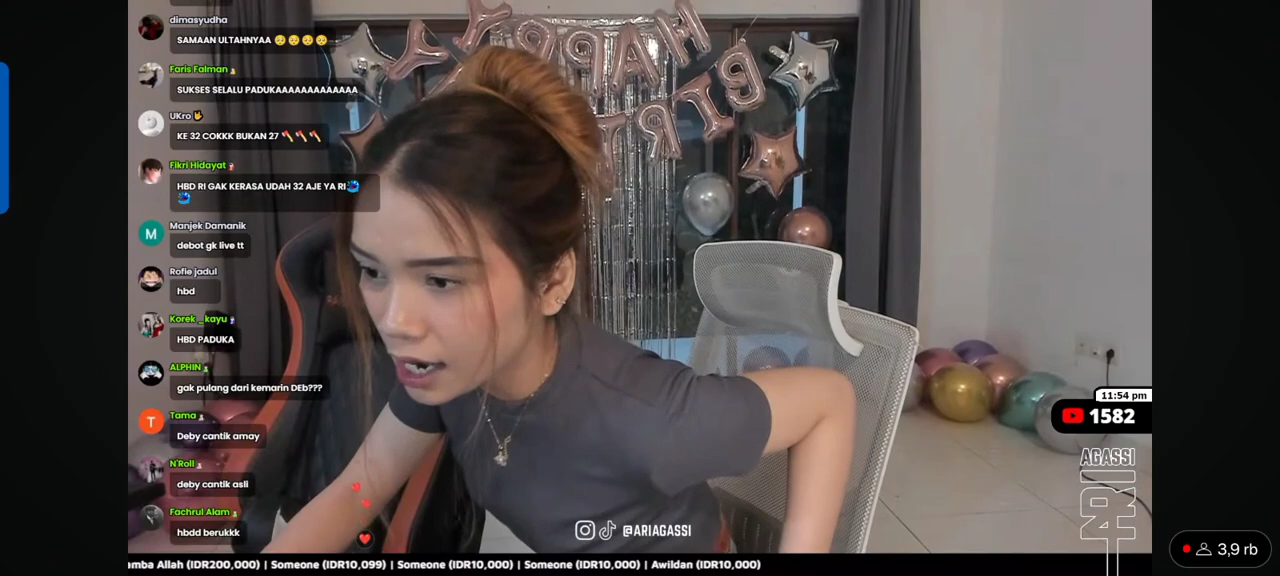 dimasyudha
SAMAAN ULTAHNYAA 🥺🥺🥺🥺
Faris Falman
SUKSES SELALU PADUKAAAAAAAAAAAAA
UKro
KE 32 COKKK BUKAN 27 🪓🪓🪓
Fikri Hidayat
HBD RI GAK KERASA UDAH 32 AJE YA RI
Manjek Damanik
debot gk live tt
Rofie jadul
hbd
Korek_kayu
HBD PADUKA
ALPHIN
gak pulang dari kemarin DEb???
Tama
Deby cantik amay
N'Roll
deby cantik asli
Fachrul Alam
hbdd berukkk
HAPPY
BIRT
M
T
11:54 pm
1582
AGASSI
ARI
@ARIAGASSI
3,9 rb
amba Allah (IDR200,000) | Someone (IDR10,099) | Someone (IDR10,000) | Someone (IDR10,000) | Awildan (IDR10,000)